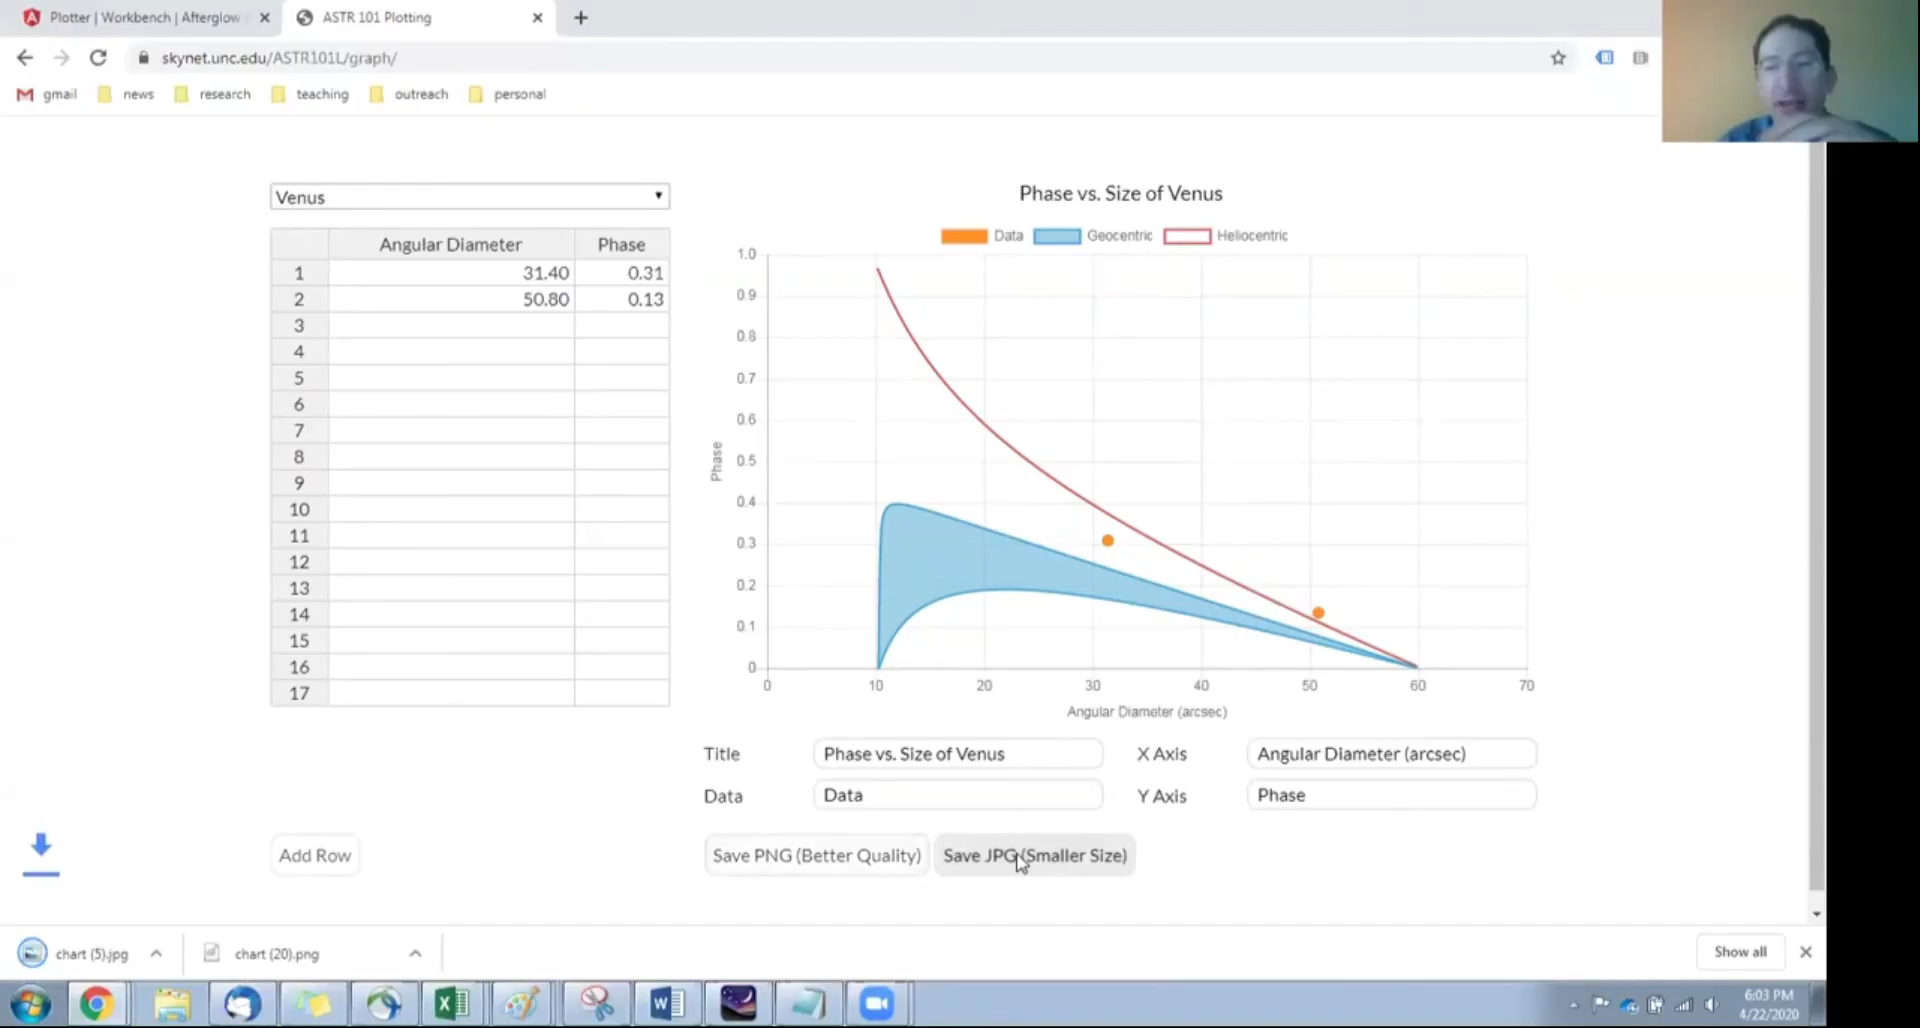 Plotter | Workbench | Afterglow
ASTR 101 Plotting
skynet.unc.edu/ASTR101L/graph/
gmail
news
research
teaching
outreach
personal
Venus
Angular Diameter Phase
1 31.40 0.31
2 50.80 0.13
3
4
5
6
7
8
9
10
11
12
13
14
15
16
17
Phase vs. Size of Venus
Data Geocentric Heliocentric
1.0
0.9
0.8
0.7
0.6
0.5
0.4
0.3
0.2
0.1
0
Phase
0 10 20 30 40 50 60 70
Angular Diameter (arcsec)
Title Phase vs. Size of Venus X Axis Angular Diameter (arcsec)
Data Data Y Axis Phase
Add Row
Save PNG (Better Quality) Save JPG (Smaller Size)
chart (5).jpg
chart (20).png
Show all
6:03 PM
4/22/2020